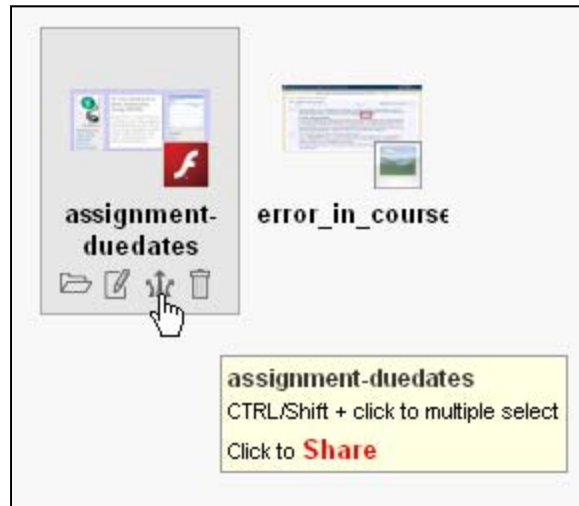 assignment-
duedates
error_in_course
assignment-duedates
CTRL/Shift + click to multiple select
Click to Share